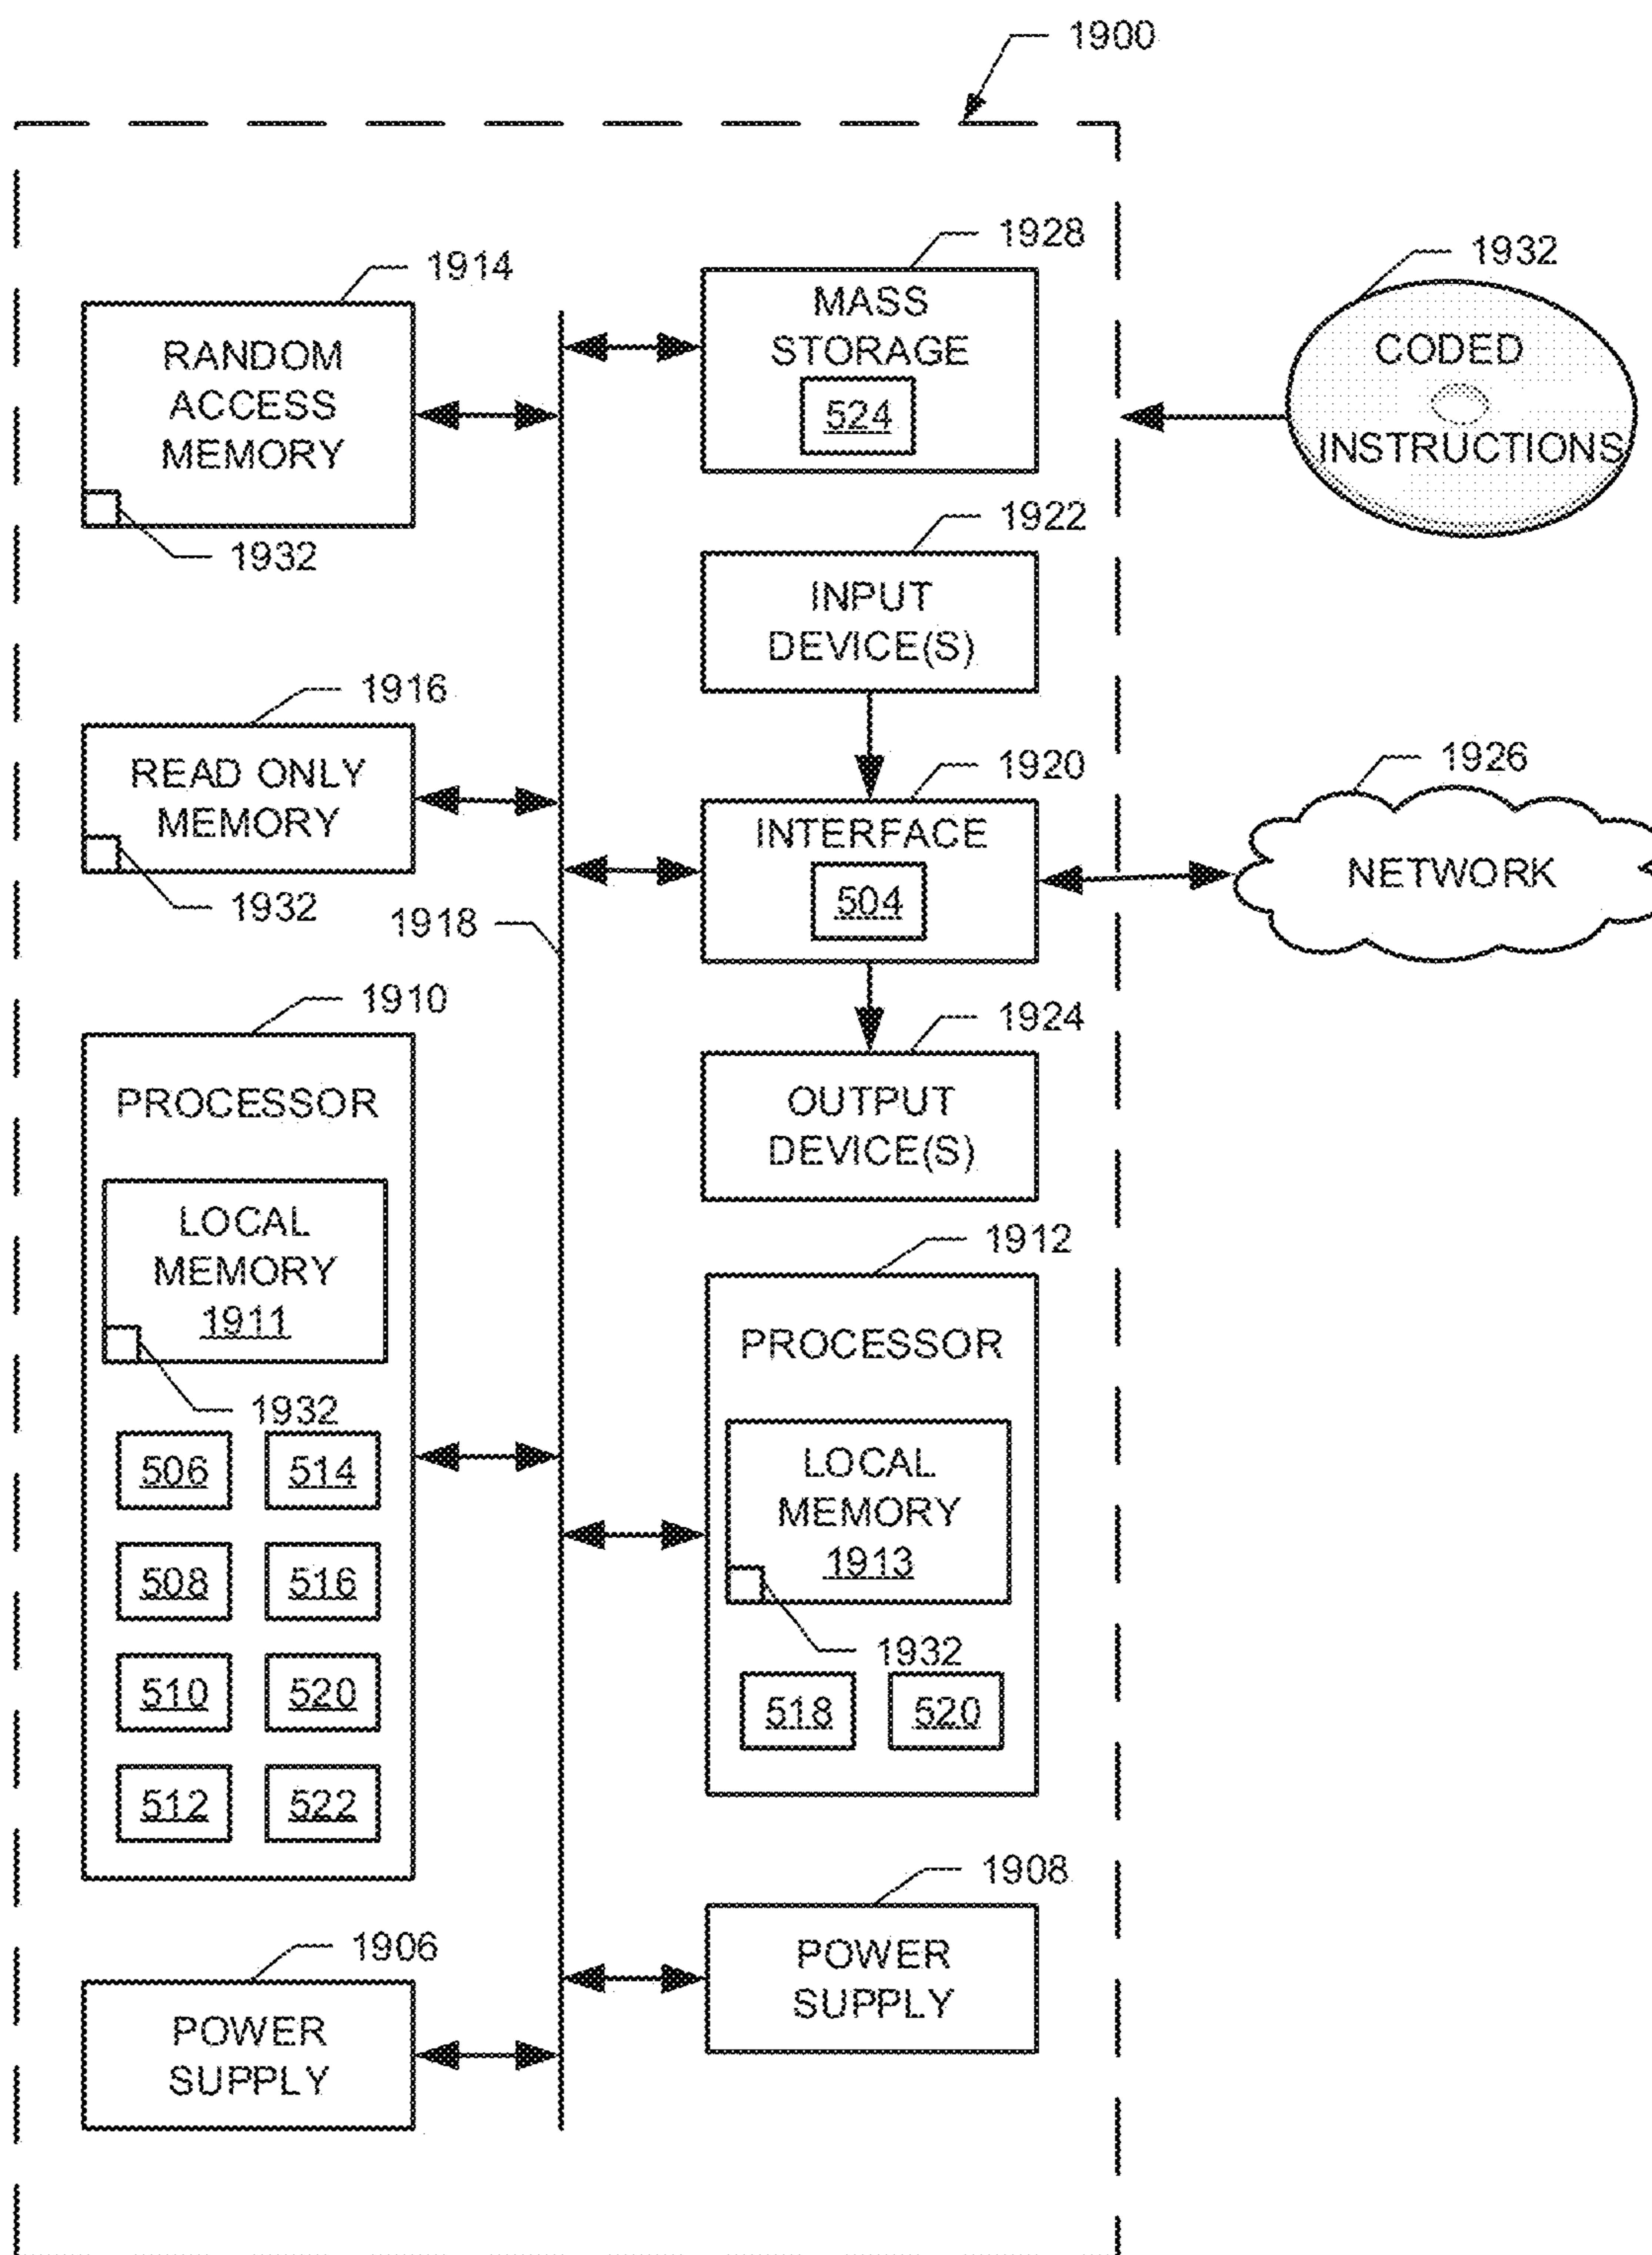 1900
1914
RANDOM
ACCESS
MEMORY
1932
1928
MASS
STORAGE
524
1932
CODED
INSTRUCTIONS
1922
INPUT
DEVICE(S)
1916
READ ONLY
MEMORY
1932
1918
1920
INTERFACE
504
1926
NETWORK
1924
OUTPUT
DEVICE(S)
1910
PROCESSOR
LOCAL
MEMORY
1911
1932
506
514
508
516
510
520
512
522
1912
PROCESSOR
LOCAL
MEMORY
1913
1932
518
520
1906
POWER
SUPPLY
1908
POWER
SUPPLY